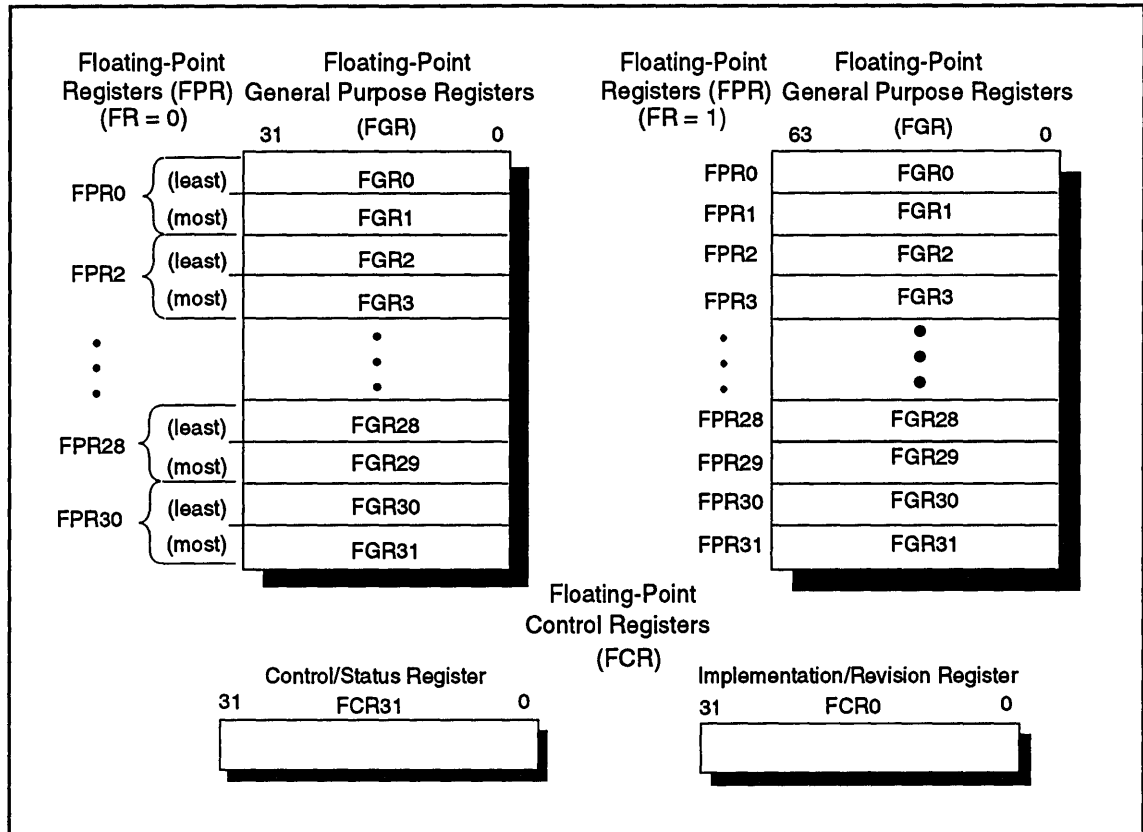 Floating-Point
Registers (FPR)
(FR = 0)
Floating-Point
General Purpose Registers
(FGR)
31 0
FPR0 (least) FGR0
(most) FGR1
FPR2 (least) FGR2
(most) FGR3
FPR28 (least) FGR28
(most) FGR29
FPR30 (least) FGR30
(most) FGR31
Floating-Point
Registers (FPR)
(FR = 1)
Floating-Point
General Purpose Registers
(FGR)
63 0
FPR0 FGR0
FPR1 FGR1
FPR2 FGR2
FPR3 FGR3
FPR28 FGR28
FPR29 FGR29
FPR30 FGR30
FPR31 FGR31
Floating-Point
Control Registers
(FCR)
Control/Status Register
31 FCR31 0
Implementation/Revision Register
31 FCR0 0